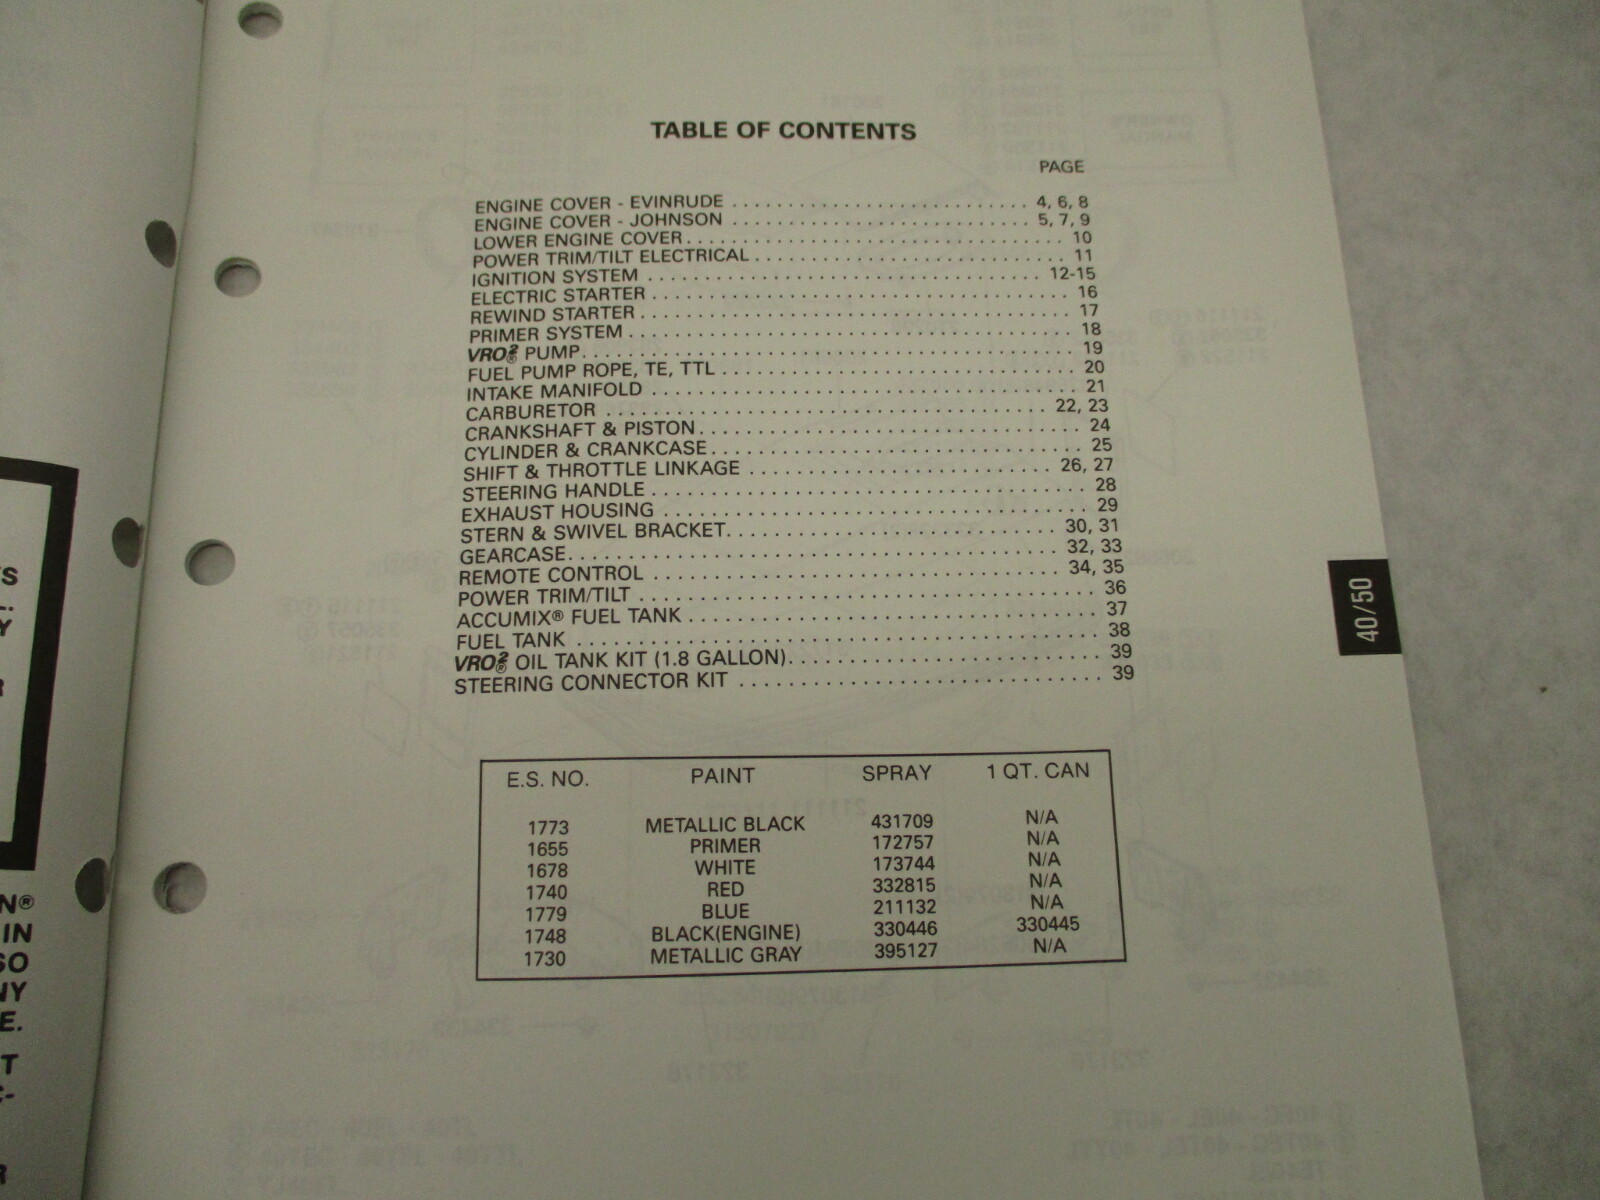 TABLE OF CONTENTS
PAGE
ENGINE COVER - EVINRUDE . . . . . . . . . . . . . . . . . . . . . . . . . . . 4, 6, 8
ENGINE COVER - JOHNSON . . . . . . . . . . . . . . . . . . . . . . . . . . . 5, 7, 9
LOWER ENGINE COVER . . . . . . . . . . . . . . . . . . . . . . . . . . . 10
POWER TRIM/TILT ELECTRICAL . . . . . . . . . . . . . . . . . . . . . . . . . . . 11
IGNITION SYSTEM . . . . . . . . . . . . . . . . . . . . . . . . . . . 12-15
ELECTRIC STARTER . . . . . . . . . . . . . . . . . . . . . . . . . . . 16
REWIND STARTER . . . . . . . . . . . . . . . . . . . . . . . . . . . 17
PRIMER SYSTEM . . . . . . . . . . . . . . . . . . . . . . . . . . . 18
VRO2® PUMP . . . . . . . . . . . . . . . . . . . . . . . . . . . 19
FUEL PUMP ROPE, TE, TTL . . . . . . . . . . . . . . . . . . . . . . . . . . . 20
INTAKE MANIFOLD . . . . . . . . . . . . . . . . . . . . . . . . . . . 21
CARBURETOR . . . . . . . . . . . . . . . . . . . . . . . . . . . 22, 23
CRANKSHAFT & PISTON . . . . . . . . . . . . . . . . . . . . . . . . . . . 24
CYLINDER & CRANKCASE . . . . . . . . . . . . . . . . . . . . . . . . . . . 25
SHIFT & THROTTLE LINKAGE . . . . . . . . . . . . . . . . . . . . . . . . . . . 26, 27
STEERING HANDLE . . . . . . . . . . . . . . . . . . . . . . . . . . . 28
EXHAUST HOUSING . . . . . . . . . . . . . . . . . . . . . . . . . . . 29
STERN & SWIVEL BRACKET . . . . . . . . . . . . . . . . . . . . . . . . . . . 30, 31
GEARCASE . . . . . . . . . . . . . . . . . . . . . . . . . . . 32, 33
REMOTE CONTROL . . . . . . . . . . . . . . . . . . . . . . . . . . . 34, 35
POWER TRIM/TILT . . . . . . . . . . . . . . . . . . . . . . . . . . . 36
ACCUMIX® FUEL TANK . . . . . . . . . . . . . . . . . . . . . . . . . . . 37
FUEL TANK . . . . . . . . . . . . . . . . . . . . . . . . . . . 38
VRO2® OIL TANK KIT (1.8 GALLON) . . . . . . . . . . . . . . . . . . . . . . . . . . . 39
STEERING CONNECTOR KIT . . . . . . . . . . . . . . . . . . . . . . . . . . . 39
40/50
E.S. NO. PAINT SPRAY 1 QT. CAN
1773 METALLIC BLACK 431709 N/A
1655 PRIMER 172757 N/A
1678 WHITE 173744 N/A
1740 RED 332815 N/A
1779 BLUE 211132 N/A
1748 BLACK(ENGINE) 330446 330445
1730 METALLIC GRAY 395127 N/A